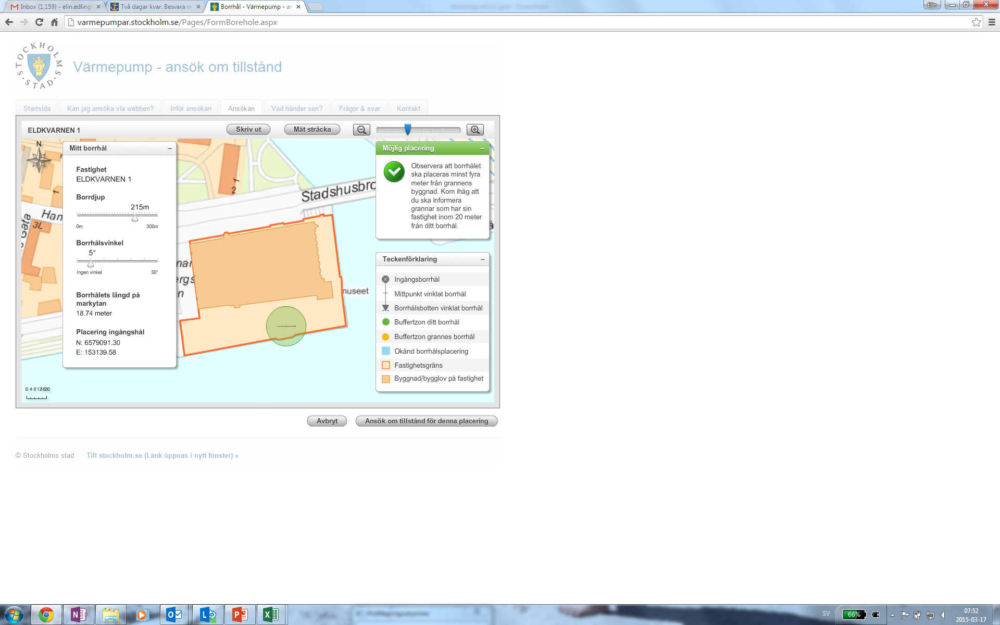 Inbox (1,159) - elin.edling
Två dagar kvar. Besvara m
Borrhål - Värmepump - an
Elin
varmepumpar.stockholm.se/Pages/FormBorehole.aspx
STOCKHOLMS STAD
Värmepump - ansök om tillstånd
Startsida
Kan jag ansöka via webben?
Inför ansökan
Ansökan
Vad händer sen?
Frågor & svar
Kontakt
ELDKVARNEN 1
Skriv ut
Mät sträcka
N
Mitt borrhål
Fastighet
ELDKVARNEN 1
Borrdjup
215m
0m 300m
Borrhålsvinkel
5°
Ingen vinkel 30°
Borrhålets längd på
markytan
18.74 meter
Placering ingångshål
N: 6579091.30
E: 153139.58
Han
Gata
3L
2
Stadshusbro
nar
ergs
n
museet
Möjlig placering
Observera att borrhålet
ska placeras minst fyra
meter från grannens
byggnad. Kom ihåg att
du ska informera
grannar som har sin
fastighet inom 20 meter
från ditt borrhål.
Teckenförklaring
Ingångsborrhål
Mittpunkt vinklat borrhål
Borrhålsbotten vinklat borrhål
Buffertzon ditt borrhål
Buffertzon grannes borrhål
Okänd borrhålsplacering
Fastighetsgräns
Byggnad/bygglov på fastighet
0 4 8 12 16 20
Avbryt
Ansök om tillstånd för denna placering
© Stockholms stad
Till stockholm.se (Länk öppnas i nytt fönster) »
SV
66%
07:52
2015-03-17